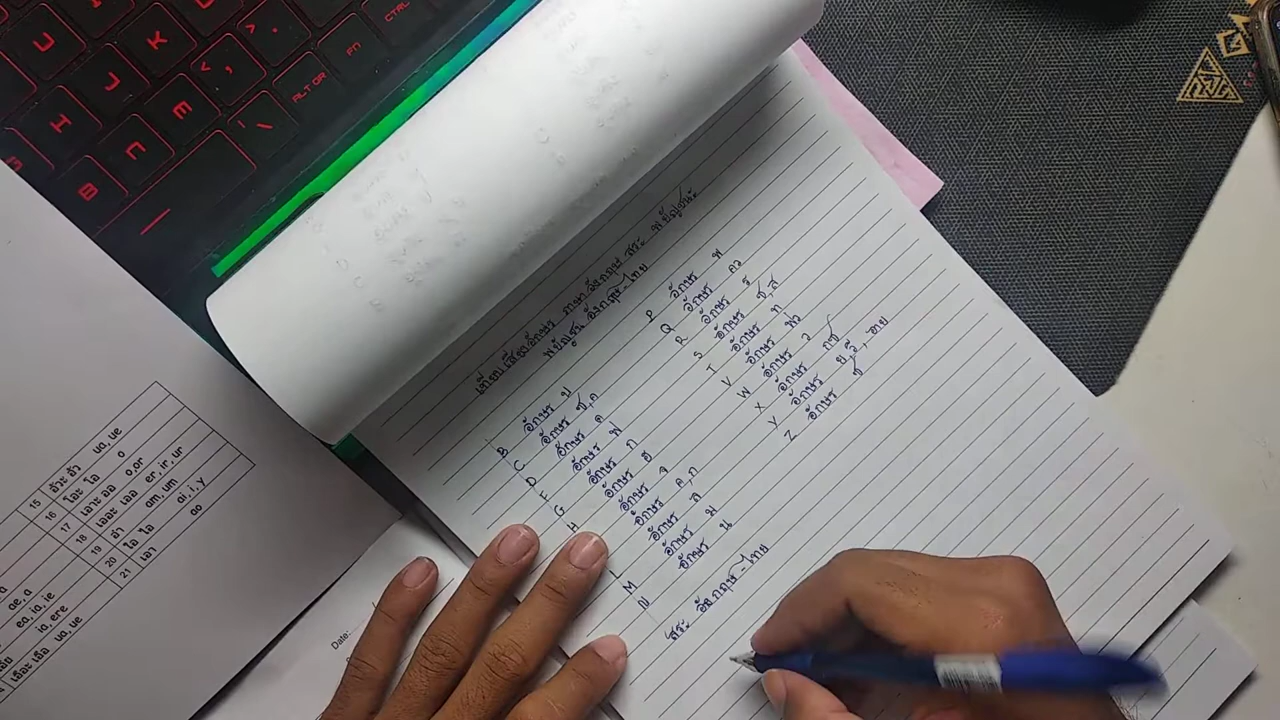 เทียบเสียงอักษร ภาษาอังกฤษ สระ พยัญชนะ
พยัญชนะ อังกฤษ-ไทย
B อักษร บ
C อักษร ซ,ค
D อักษร ด
F อักษร ฟ
G อักษร ก
H อักษร ฮ
อักษร จ
อักษร ค,ก
อักษร ล
M อักษร ม
N อักษร น
P อักษร พ
Q อักษร คว
R อักษร ร
S อักษร ซ,ส
T อักษร ท
V อักษร
W อักษร ว
X อักษร กซ
Y อักษร ย,อี,อาย
Z อักษร ซ
สระ อังกฤษ-ไทย
15 อัวะ อัว ua, ue
16 โอะ โอ o
17 เอาะ ออ o,or
18 เออะ เออ er, ir, ur
19 อำ am, um
20 ใอ ไอ ai, i, y
21 เอา ao
ae, a
ea, ia, ie
ia, ere
เอือะ เอือ ua, ue
Date:
U
K
> .
FN
CTRL
J
< ,
ALT GR
H
M
N
B